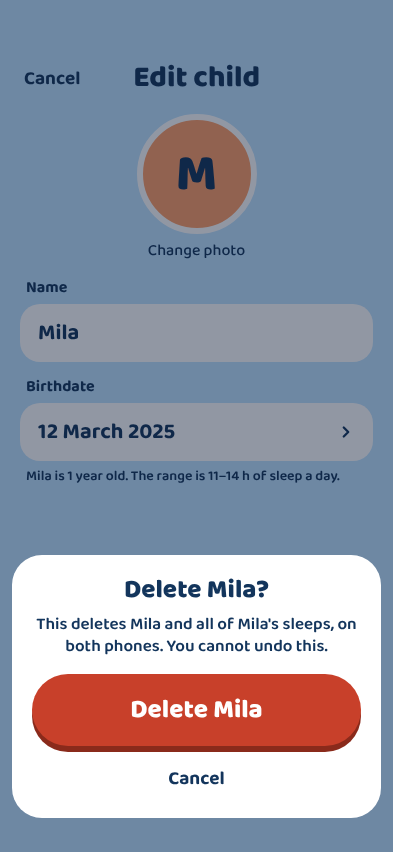 Cancel
Edit child
M
Change photo
Name
Mila
Birthdate
12 March 2025
Mila is 1 year old. The range is 11–14 h of sleep a day.
Delete Mila?
This deletes Mila and all of Mila's sleeps, on
both phones. You cannot undo this.
Delete Mila
Cancel